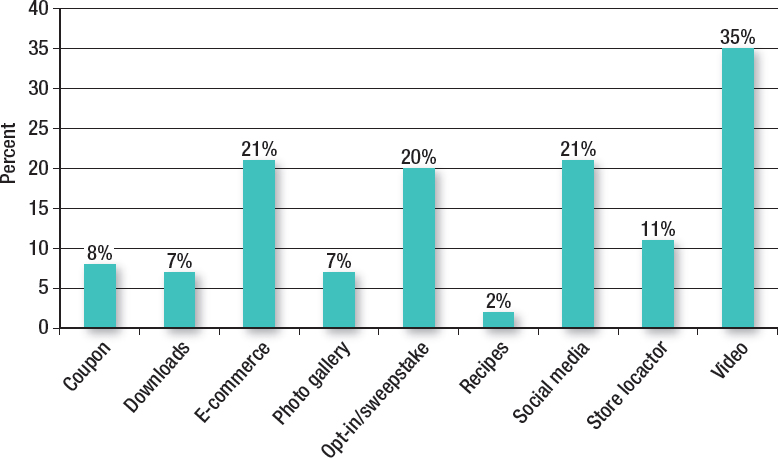 40
35
30
25
20
15
10
5
0
Percent
8%
7%
21%
7%
20%
2%
21%
11%
35%
Coupon
Downloads
E-commerce
Photo gallery
Opt-in/sweepstake
Recipes
Social media
Store locactor
Video